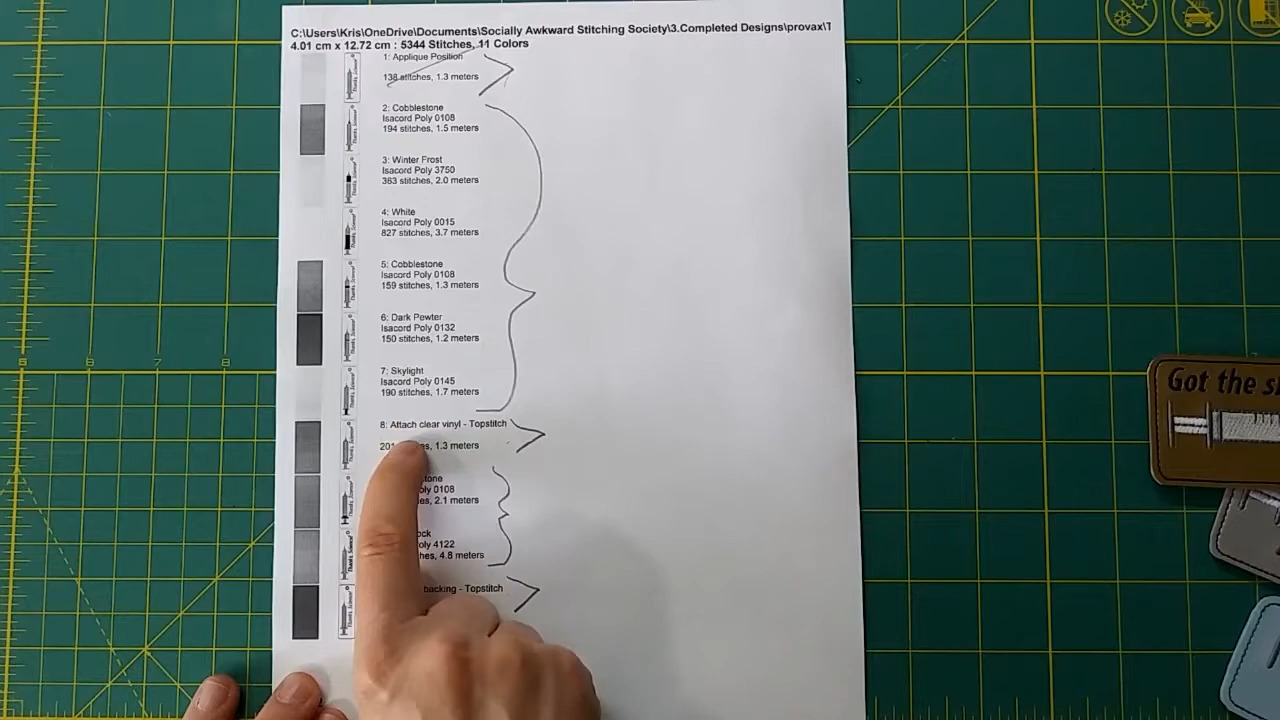 C:\Users\Kris\OneDrive\Documents\Socially Awkward Stitching Society\3.Completed Designs\provax\T
4.01 cm x 12.72 cm : 5344 Stitches, 11 Colors
1: Applique Position
138 stitches, 1.3 meters
2: Cobblestone
Isacord Poly 0108
194 stitches, 1.5 meters
3: Winter Frost
Isacord Poly 3750
363 stitches, 2.0 meters
4: White
Isacord Poly 0015
827 stitches, 3.7 meters
5: Cobblestone
Isacord Poly 0108
159 stitches, 1.3 meters
6: Dark Pewter
Isacord Poly 0132
150 stitches, 1.2 meters
7: Skylight
Isacord Poly 0145
190 stitches, 1.7 meters
8: Attach clear vinyl - Topstitch
1.3 meters
0108
2.1 meters
4122
4.8 meters
backing - Topstitch
Got the
5
6
7
8